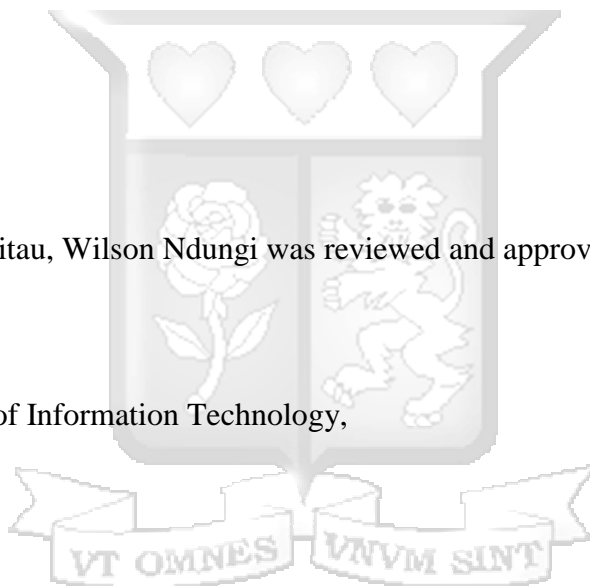 itau, Wilson Ndungi was reviewed and approv
of Information Technology,
VT OMNES VNVM SINT